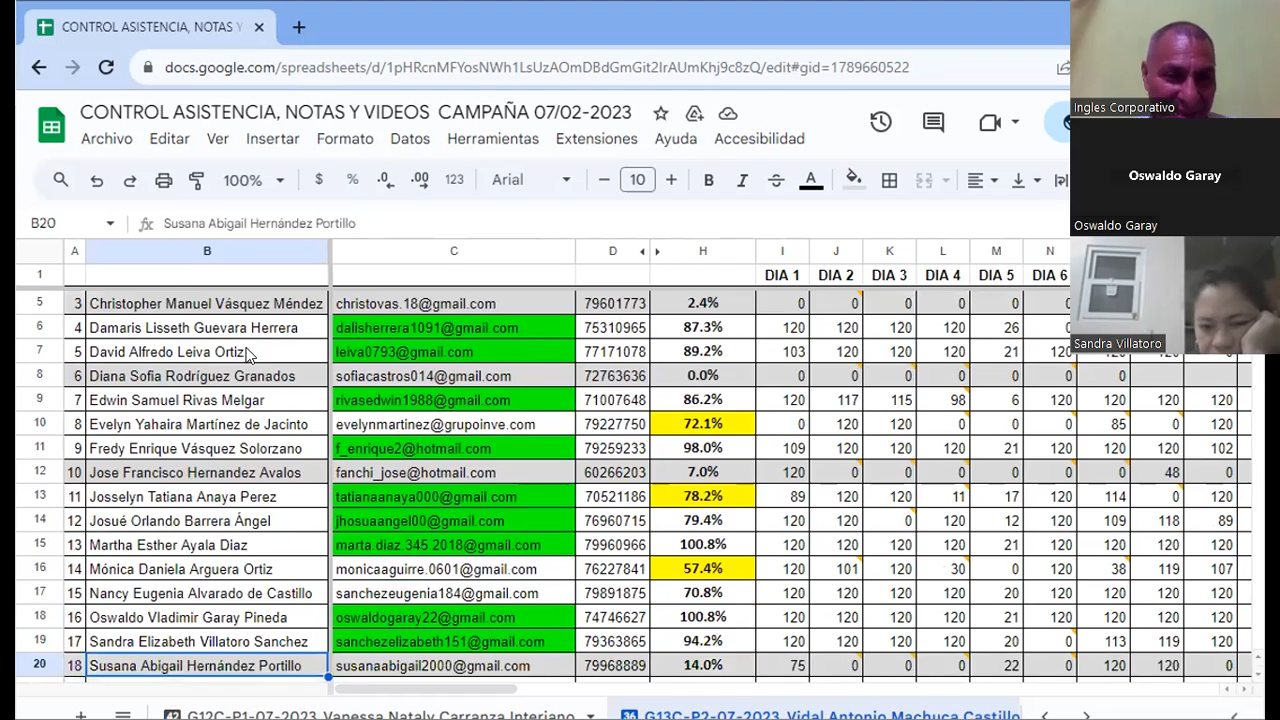 CONTROL ASISTENCIA, NOTAS Y
docs.google.com/spreadsheets/d/1pHRcnMFYosNWh1LsUzAOmDBdGmGit2IrAUmKhj9c8zQ/edit#gid=1789660522
CONTROL ASISTENCIA, NOTAS Y VIDEOS CAMPAÑA 07/02-2023
Archivo Editar Ver Insertar Formato Datos Herramientas Extensiones Ayuda Accesibilidad
100% $ % .0 .00 123 Arial 10 B I A
B20 fx Susana Abigail Hernández Portillo
A B C D H I J K L M N
1 DIA 1 DIA 2 DIA 3 DIA 4 DIA 5 DIA 6
5 3 Christopher Manuel Vásquez Méndez christovas.18@gmail.com 79601773 2.4% 0 0 0 0 0 0
6 4 Damaris Lisseth Guevara Herrera dalisherrera1091@gmail.com 75310965 87.3% 120 120 120 120 26 0
7 5 David Alfredo Leiva Ortiz leiva0793@gmail.com 77171078 89.2% 103 120 120 120 21 120 120 120 120
8 6 Diana Sofia Rodríguez Granados sofiacastros014@gmail.com 72763636 0.0% 0 0 0 0 0 0 0
9 7 Edwin Samuel Rivas Melgar rivasedwin1988@gmail.com 71007648 86.2% 120 117 115 98 6 120 120 120 120
10 8 Evelyn Yahaira Martínez de Jacinto evelynmartinez@grupoinve.com 79227750 72.1% 0 120 120 0 0 0 85 0 120
11 9 Fredy Enrique Vásquez Solorzano f_enrique2@hotmail.com 79259233 98.0% 109 120 120 120 21 120 120 120 102
12 10 Jose Francisco Hernandez Avalos fanchi_jose@hotmail.com 60266203 7.0% 120 0 0 0 0 0 0 48 0
13 11 Josselyn Tatiana Anaya Perez tatianaanaya000@gmail.com 70521186 78.2% 89 120 120 11 17 120 114 0 120
14 12 Josué Orlando Barrera Ángel jhosuaangel00@gmail.com 76960715 79.4% 120 120 0 120 12 120 109 118 89
15 13 Martha Esther Ayala Diaz marta.diaz.345.2018@gmail.com 79960966 100.8% 120 120 120 120 21 120 120 120 120
16 14 Mónica Daniela Arguera Ortiz monicaaguirre.0601@gmail.com 76227841 57.4% 120 101 120 30 0 120 38 119 107
17 15 Nancy Eugenia Alvarado de Castillo sanchezeugenia184@gmail.com 79891875 70.8% 120 120 120 120 0 120 120 120 120
18 16 Oswaldo Vladimir Garay Pineda oswaldogaray22@gmail.com 74746627 100.8% 120 120 120 120 21 120 120 120 120
19 17 Sandra Elizabeth Villatoro Sanchez sanchezelizabeth151@gmail.com 79363865 94.2% 120 120 120 120 20 0 113 119 120
20 18 Susana Abigail Hernández Portillo susanaabigail2000@gmail.com 79968889 14.0% 75 0 0 0 22 0 120 120 0
42 G12C-P1-07-2023 Vanessa Nataly Carranza Interiano 36 G13C-P2-07-2023 Vidal Antonio Machuca Castillo
Ingles Corporativo
Oswaldo Garay
Oswaldo Garay
Sandra Villatoro